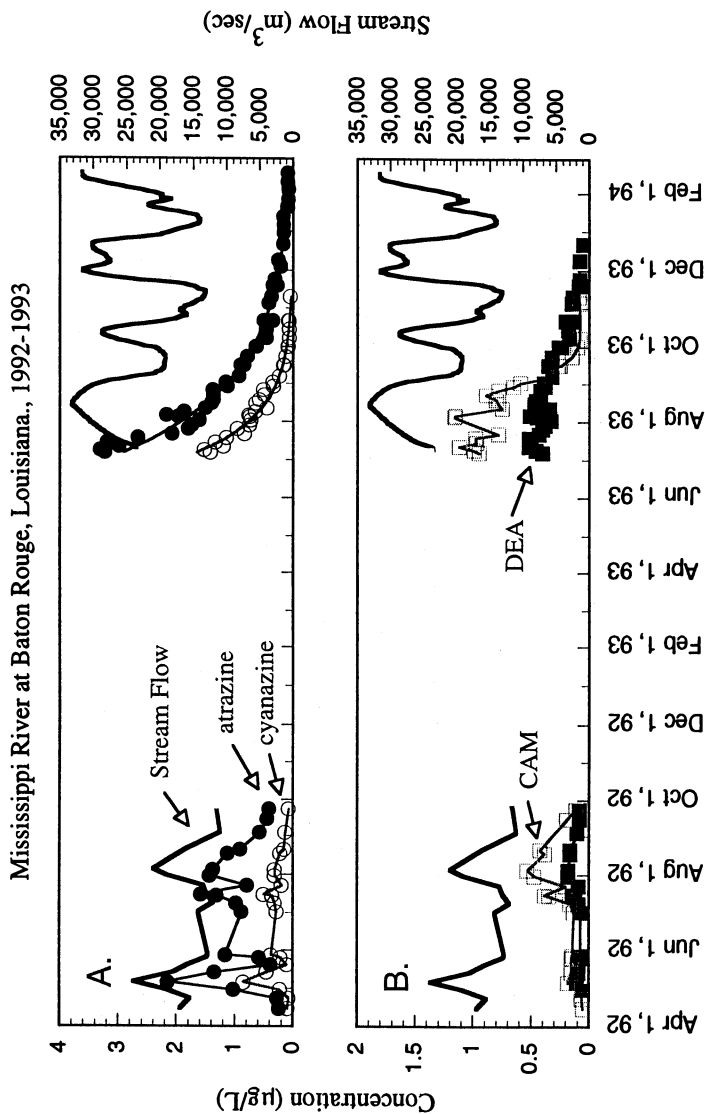 Mississippi River at Baton Rouge, Louisiana., 1992-1993
A.
Stream Flow
atrazine
cyanazine
4
3
2
1
0
35,000
30,000
25,000
20,000
15,000
10,000
5,000
0
B.
CAM
DEA
2
1.5
1
0.5
0
35,000
30,000
25,000
20,000
15,000
10,000
5,000
0
Apr 1, 92
Jun 1, 92
Aug 1, 92
Oct 1, 92
Dec 1, 92
Feb 1, 93
Apr 1, 93
Jun 1, 93
Aug 1, 93
Oct 1, 93
Dec 1, 93
Feb 1, 94
Concentration (µg/L)
Stream Flow (m³/sec)